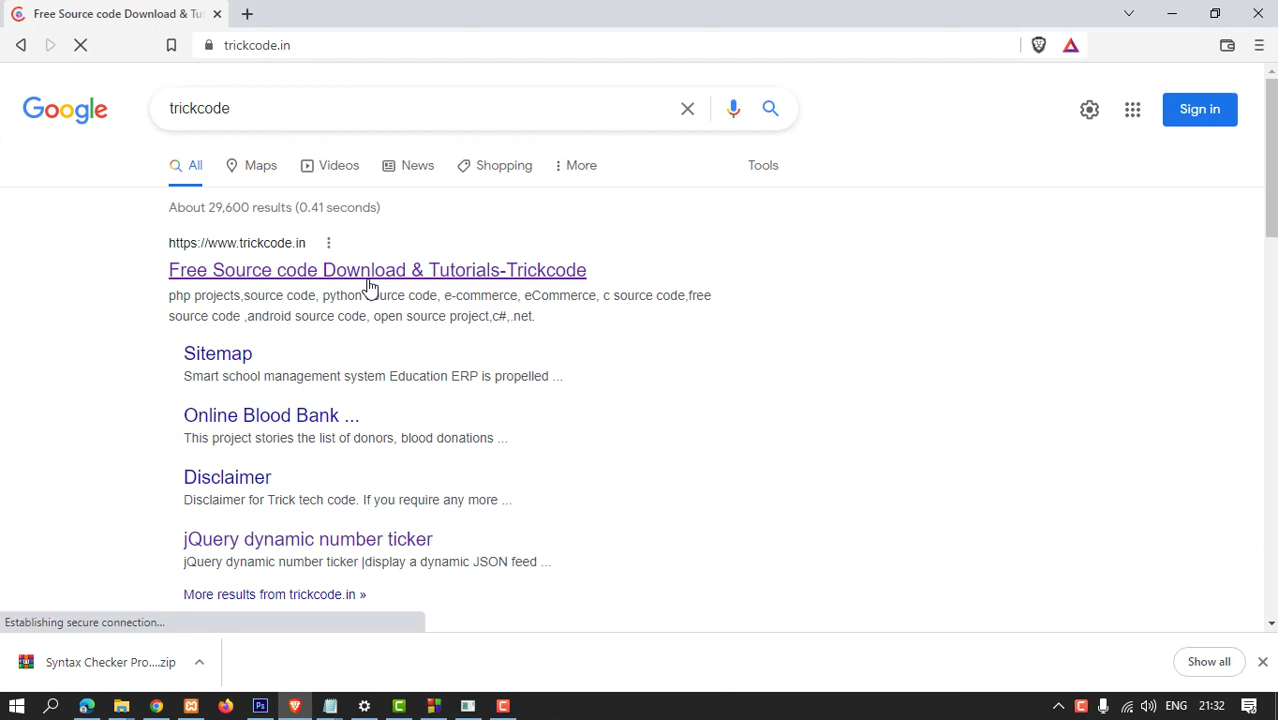 Free Source code Download & Tu
trickcode.in
Google
trickcode
Sign in
All
Maps
Videos
News
Shopping
More
Tools
About 29,600 results (0.41 seconds)
https://www.trickcode.in
Free Source code Download & Tutorials-Trickcode
php projects,source code, python source code, e-commerce, eCommerce, c source code,free
source code ,android source code, open source project,c#,.net.
Sitemap
Smart school management system Education ERP is propelled ...
Online Blood Bank ...
This project stories the list of donors, blood donations ...
Disclaimer
Disclaimer for Trick tech code. If you require any more ...
jQuery dynamic number ticker
jQuery dynamic number ticker |display a dynamic JSON feed ...
More results from trickcode.in »
Establishing secure connection...
Syntax Checker Pro....zip
Show all
Ps
ENG
21:32